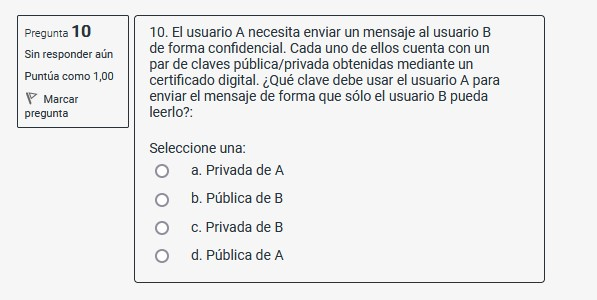 Pregunta 10
Sin responder aún
Puntúa como 1,00
Marcar
pregunta
10. El usuario A necesita enviar un mensaje al usuario B
de forma confidencial. Cada uno de ellos cuenta con un
par de claves pública/privada obtenidas mediante un
certificado digital. ¿Qué clave debe usar el usuario A para
enviar el mensaje de forma que sólo el usuario B pueda
leerlo?:
Seleccione una:
a. Privada de A
b. Pública de B
c. Privada de B
d. Pública de A